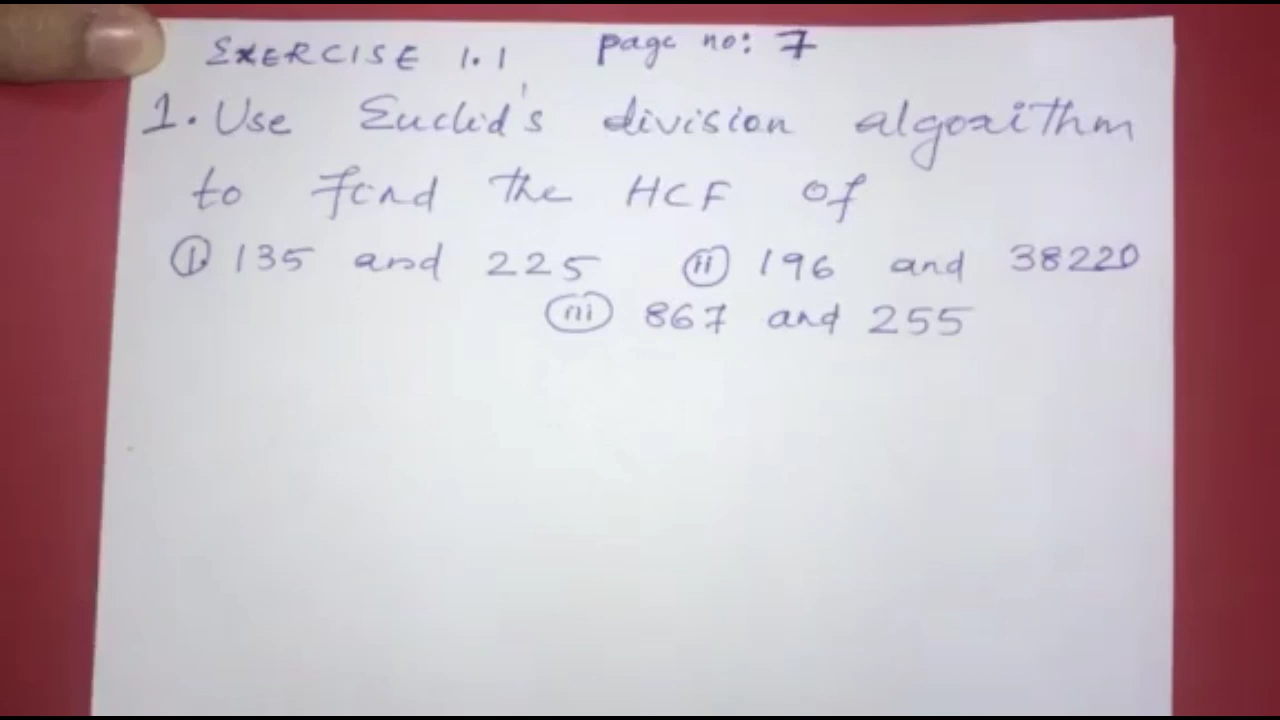 EXERCISE 1.1 page no: 7
1. Use Euclid's division algorithm
to find the HCF of
(i) 135 and 225 (ii) 196 and 38220
(iii) 867 and 255